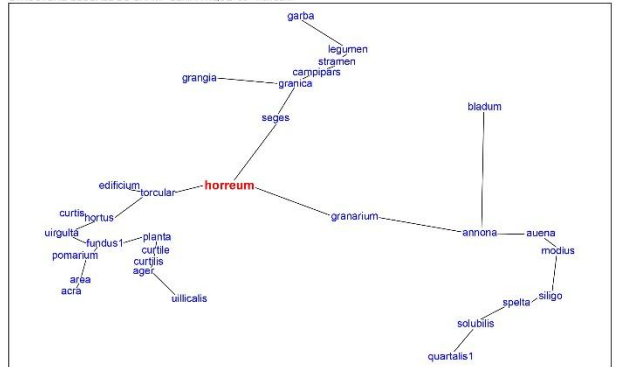 garba
legumen
stramen
campipars
grangia
granica
bladum
seges
edificium
torcular
horreum
curtis
hortus
granarium
uirgulta
fundus1
planta
annona
auena
pomarium
curtile
modius
curtilis
ager
area
acra
uillicalis
siligo
spelta
solubilis
quartalis1